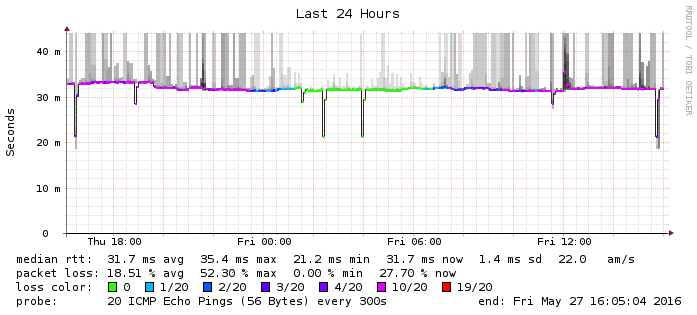 Last 24 Hours
RRDTOOL / TOBI OETIKER
Seconds
40 m
30 m
20 m
10 m
0
Thu 18:00 Fri 00:00 Fri 06:00 Fri 12:00
median rtt: 31.7 ms avg 35.4 ms max 21.2 ms min 31.7 ms now 1.4 ms sd 22.0 am/s
packet loss: 18.51 % avg 52.30 % max 0.00 % min 27.70 % now
loss color: 0 1/20 2/20 3/20 4/20 10/20 19/20
probe: 20 ICMP Echo Pings (56 Bytes) every 300s end: Fri May 27 16:05:04 2016